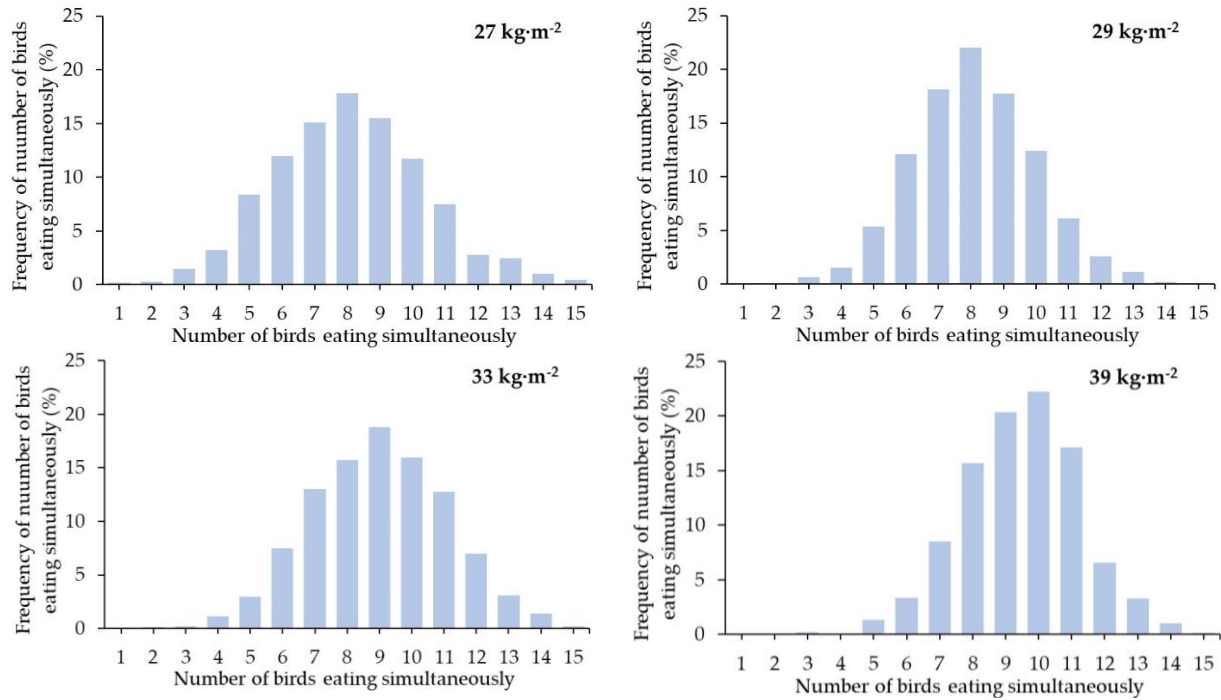 27 kg·m-2
Frequency of nuumber of birds
eating simultaneously (%)
25
20
15
10
5
0
1 2 3 4 5 6 7 8 9 10 11 12 13 14 15
Number of birds eating simultaneously
29 kg·m-2
Frequency of nuumber of birds
eating simultaneously (%)
25
20
15
10
5
0
1 2 3 4 5 6 7 8 9 10 11 12 13 14 15
Number of birds eating simultaneously
33 kg·m-2
Frequency of nuumber of birds
eating simultaneously (%)
25
20
15
10
5
0
1 2 3 4 5 6 7 8 9 10 11 12 13 14 15
Number of birds eating simultaneously
39 kg·m-2
Frequency of nuumber of birds
eating simultaneously (%)
25
20
15
10
5
0
1 2 3 4 5 6 7 8 9 10 11 12 13 14 15
Number of birds eating simultaneously